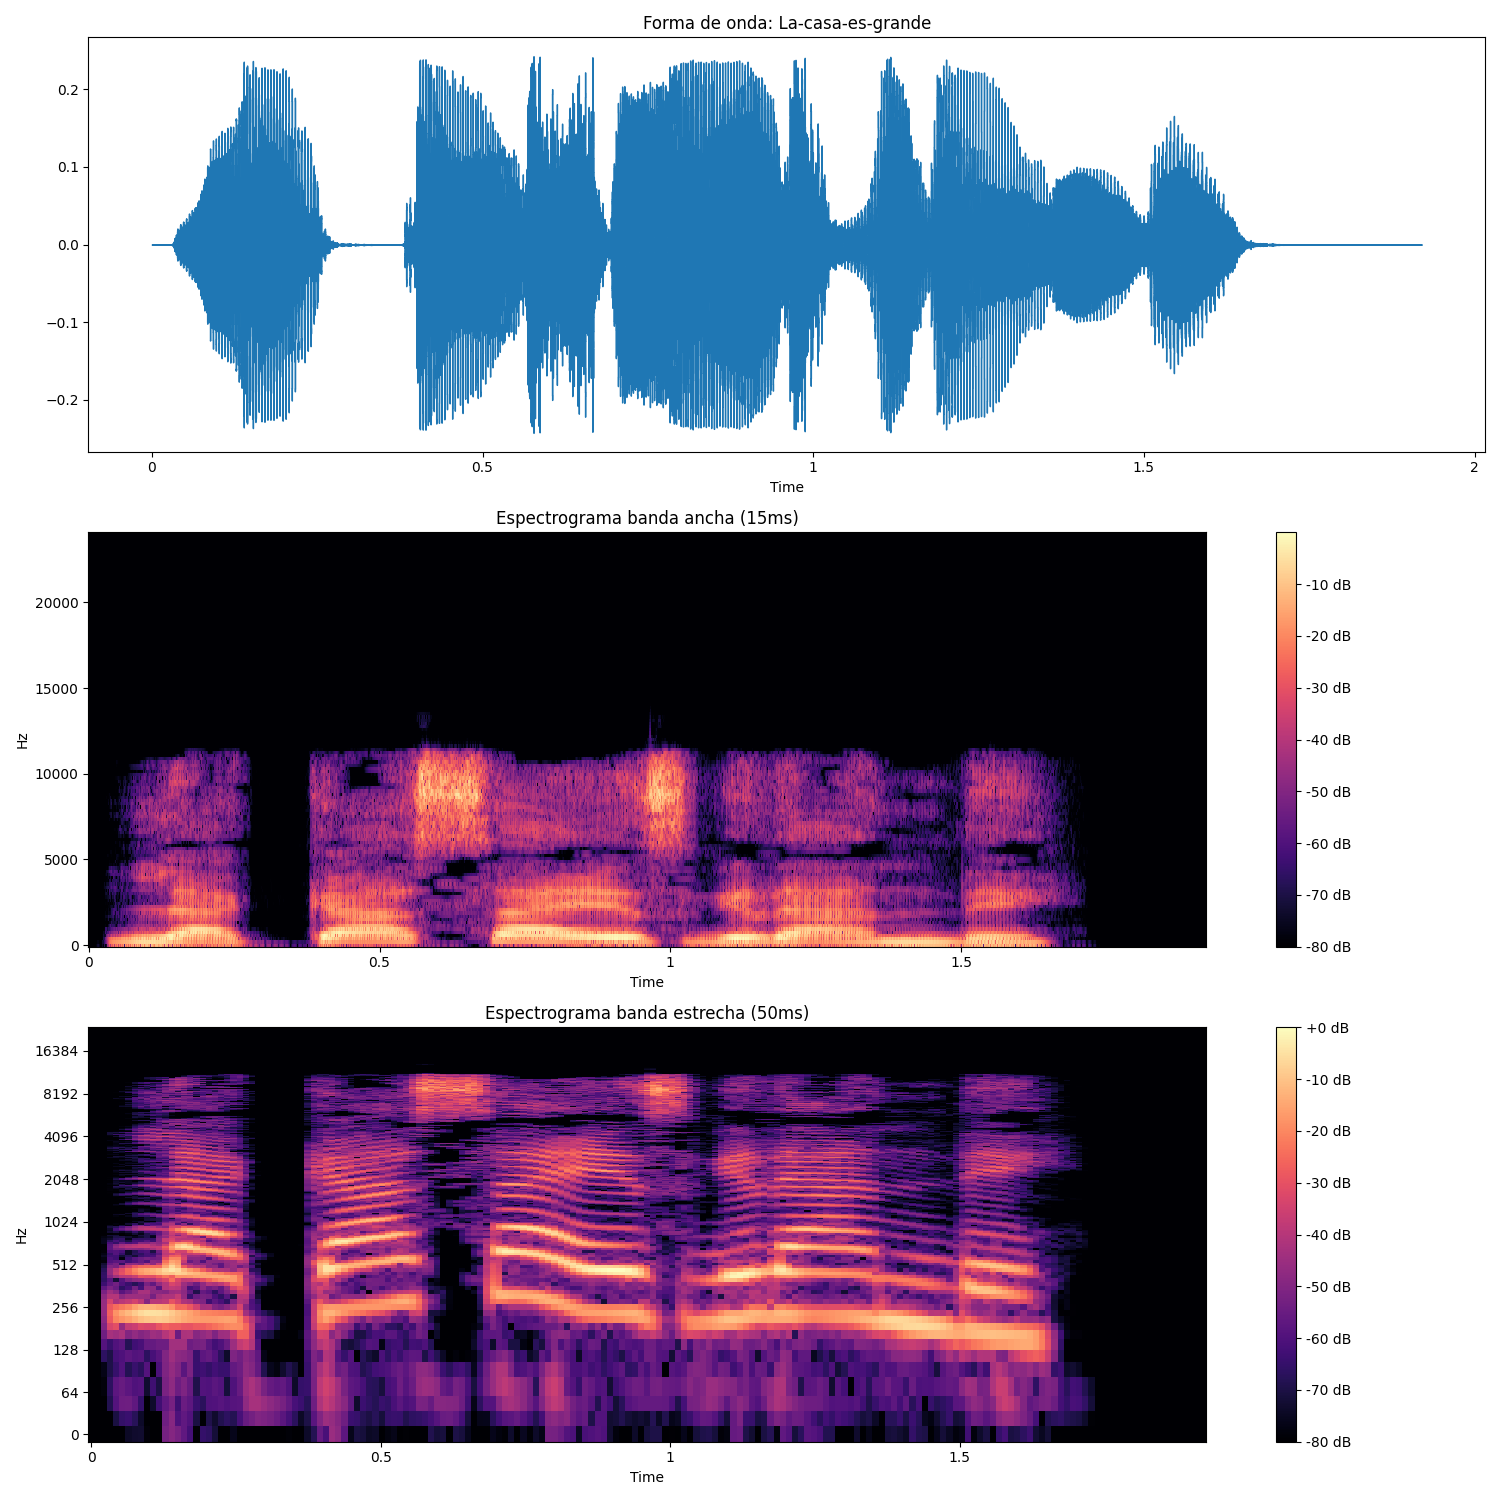 Forma de onda: La-casa-es-grande
0.2
0.1
0.0
−0.1
−0.2
0 0.5 1 1.5 2
Time
Espectrograma banda ancha (15ms)
Hz
20000
15000
10000
5000
0
0 0.5 1 1.5
Time
-10 dB
-20 dB
-30 dB
-40 dB
-50 dB
-60 dB
-70 dB
-80 dB
Espectrograma banda estrecha (50ms)
Hz
16384
8192
4096
2048
1024
512
256
128
64
0
0 0.5 1 1.5
Time
+0 dB
-10 dB
-20 dB
-30 dB
-40 dB
-50 dB
-60 dB
-70 dB
-80 dB